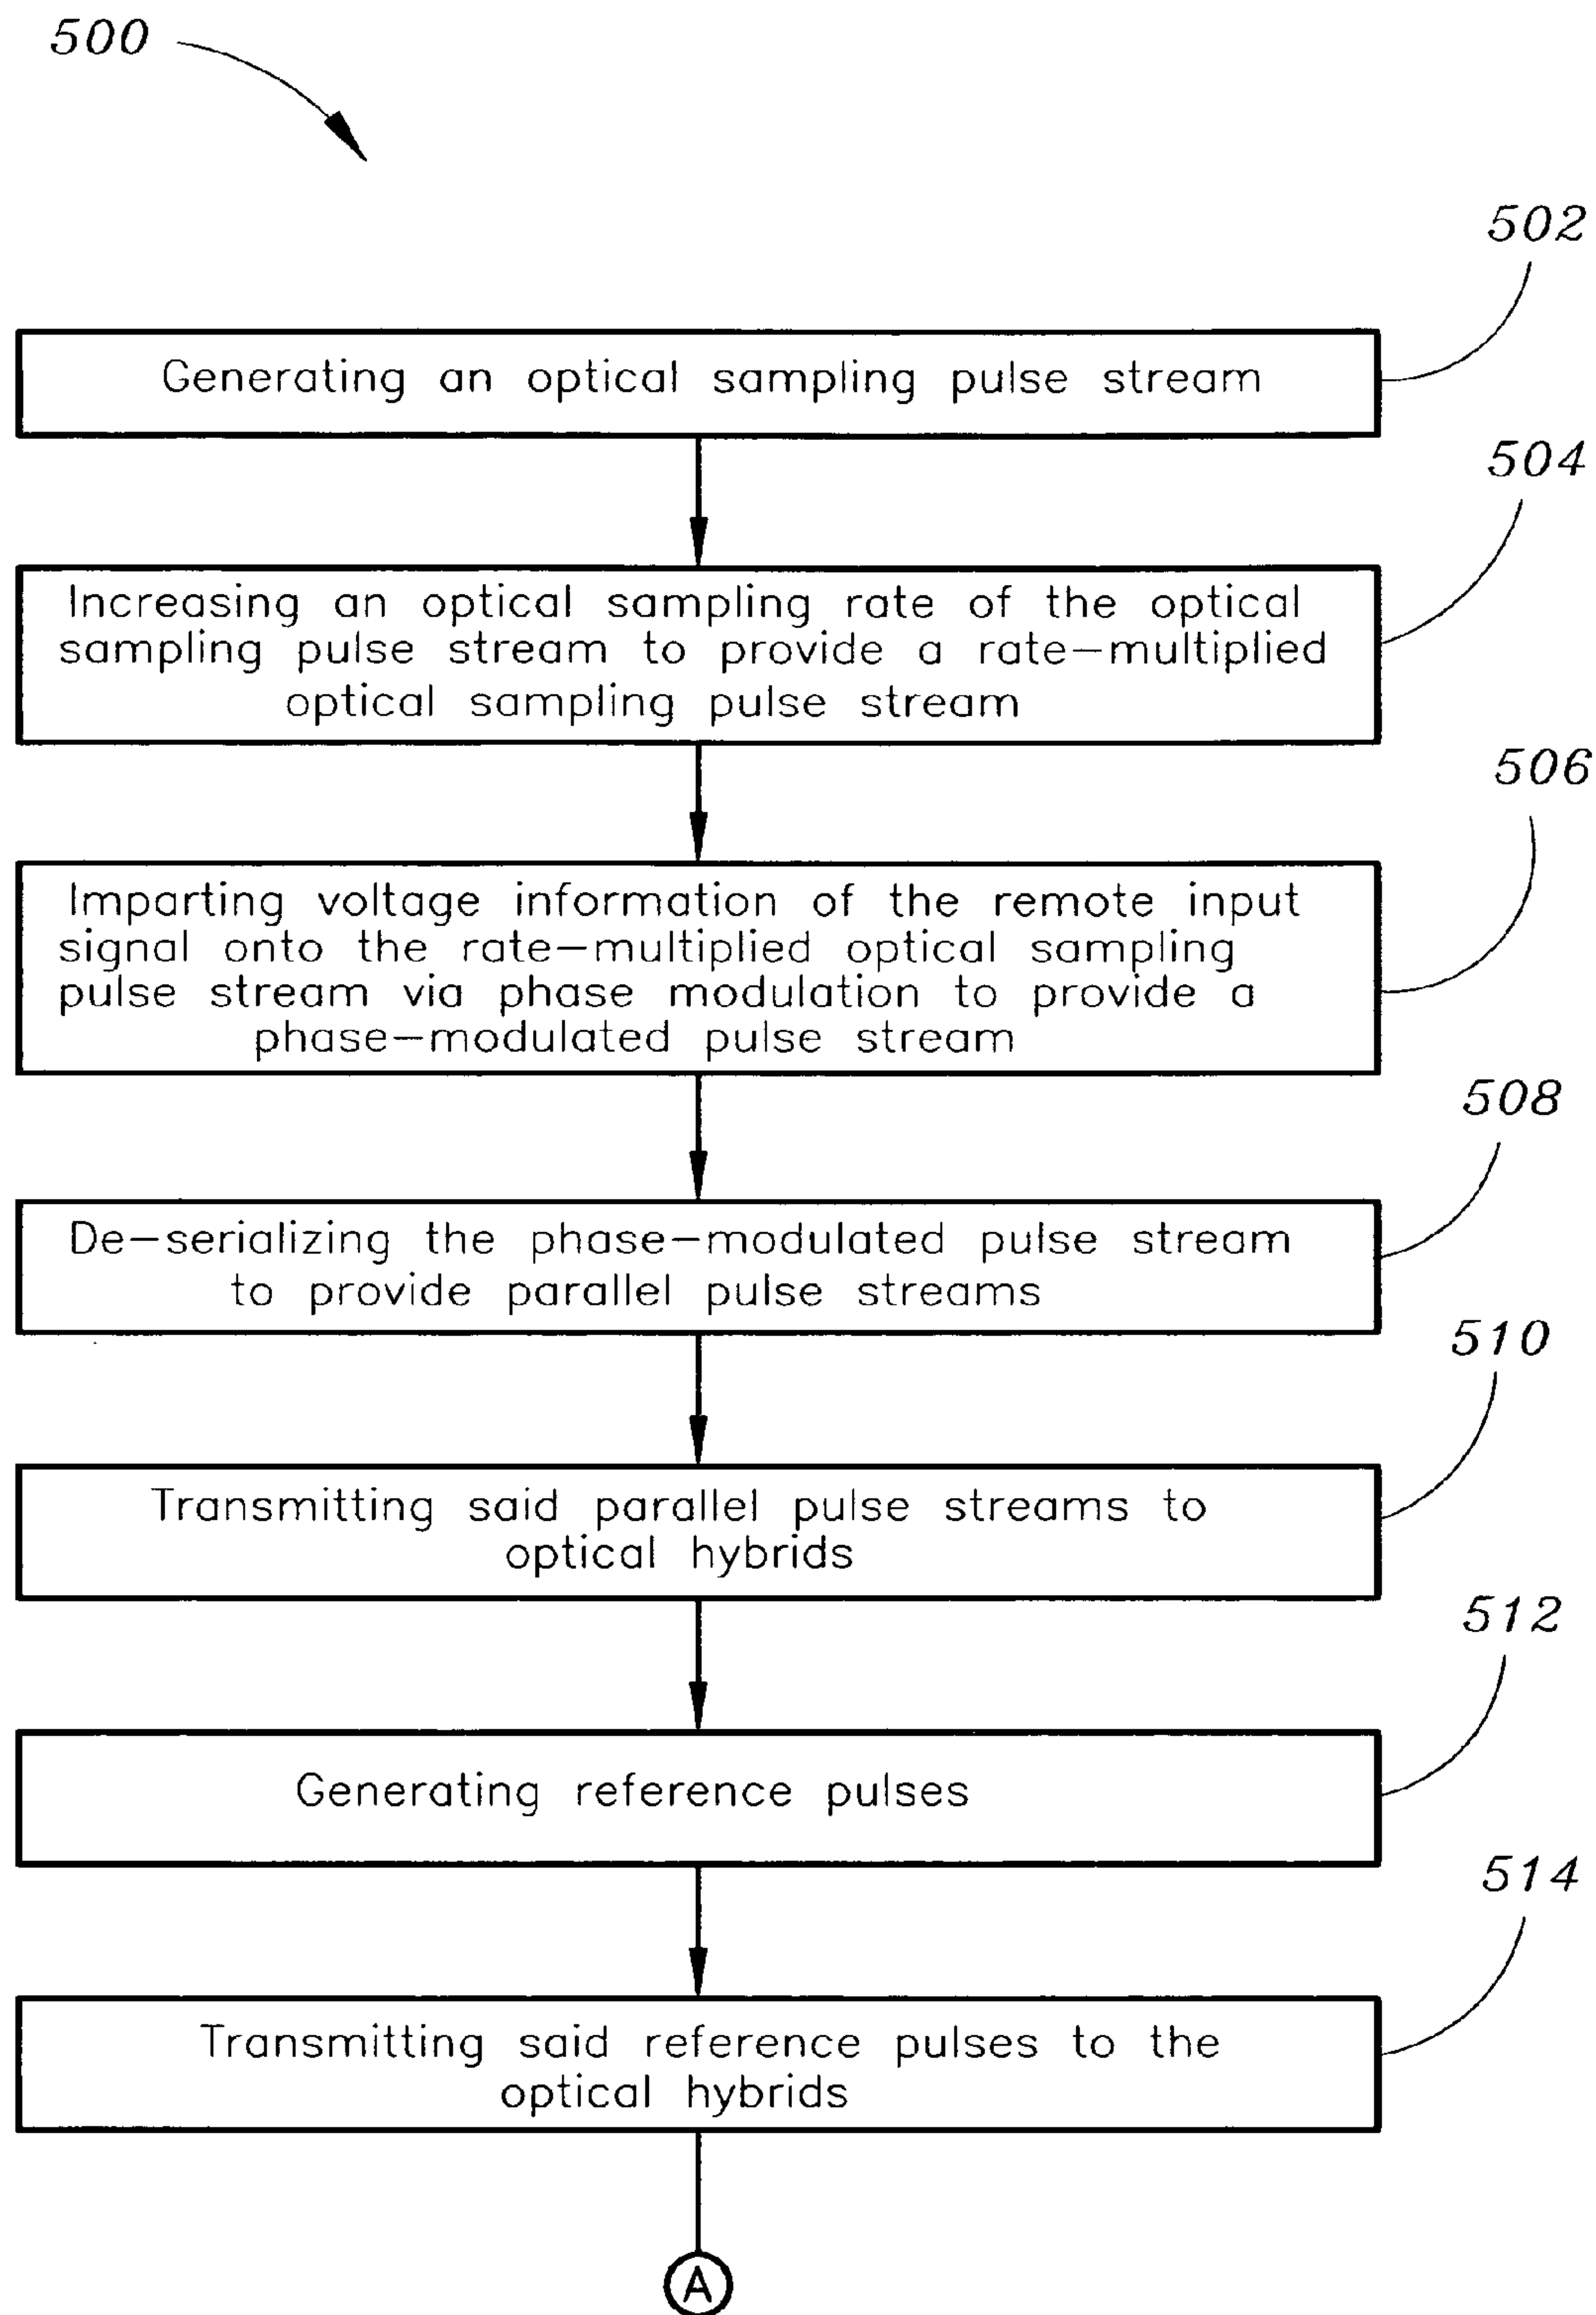 500
502
Generating an optical sampling pulse stream
504
Increasing an optical sampling rate of the optical
sampling pulse stream to provide a rate-multiplied
optical sampling pulse stream
506
Imparting voltage information of the remote input
signal onto the rate-multiplied optical sampling
pulse stream via phase modulation to provide a
phase-modulated pulse stream
508
De-serializing the phase-modulated pulse stream
to provide parallel pulse streams
510
Transmitting said parallel pulse streams to
optical hybrids
512
Generating reference pulses
514
Transmitting said reference pulses to the
optical hybrids
A